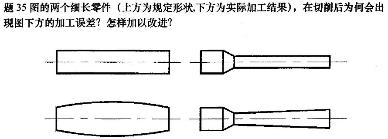 题 35 图的两个细长零件（上方为规定形状,下方为实际加工结果），在切削后为何会出
现图下方的加工误差？怎样加以改进？